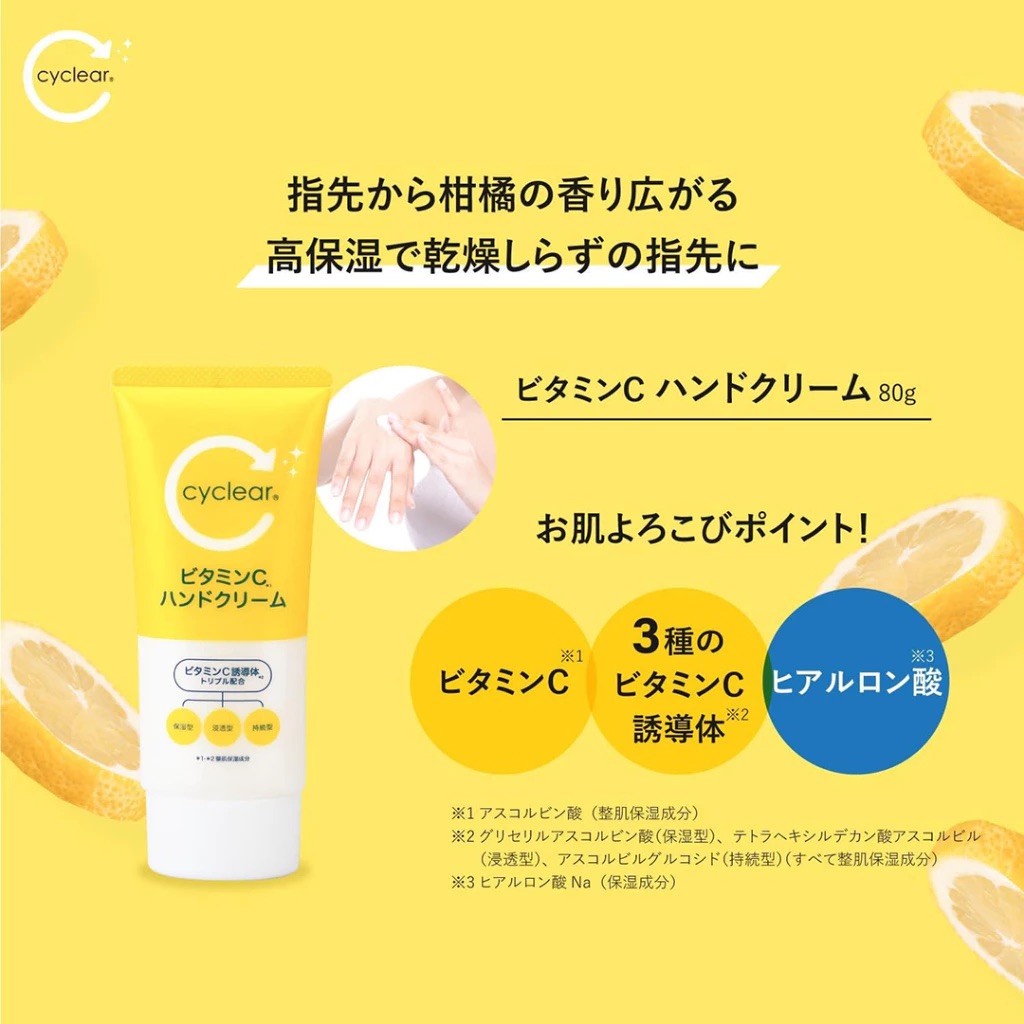 cyclear®
指先から柑橘の香り広がる
高保湿で乾燥しらずの指先に
ビタミンC ハンドクリーム 80g
cyclear®
ビタミンC※1
ハンドクリーム
ビタミンC誘導体※2
トリプル配合
保湿型 浸透型 持続型
※1・※2 整肌保湿成分
お肌よろこびポイント!
ビタミンC※1
3種の
ビタミンC
誘導体※2
ヒアルロン酸※3
※1 アスコルビン酸（整肌保湿成分）
※2 グリセリルアスコルビン酸（保湿型）、テトラヘキシルデカン酸アスコルビル
（浸透型）、アスコルビルグルコシド（持続型）（すべて整肌保湿成分）
※3 ヒアルロン酸 Na（保湿成分）